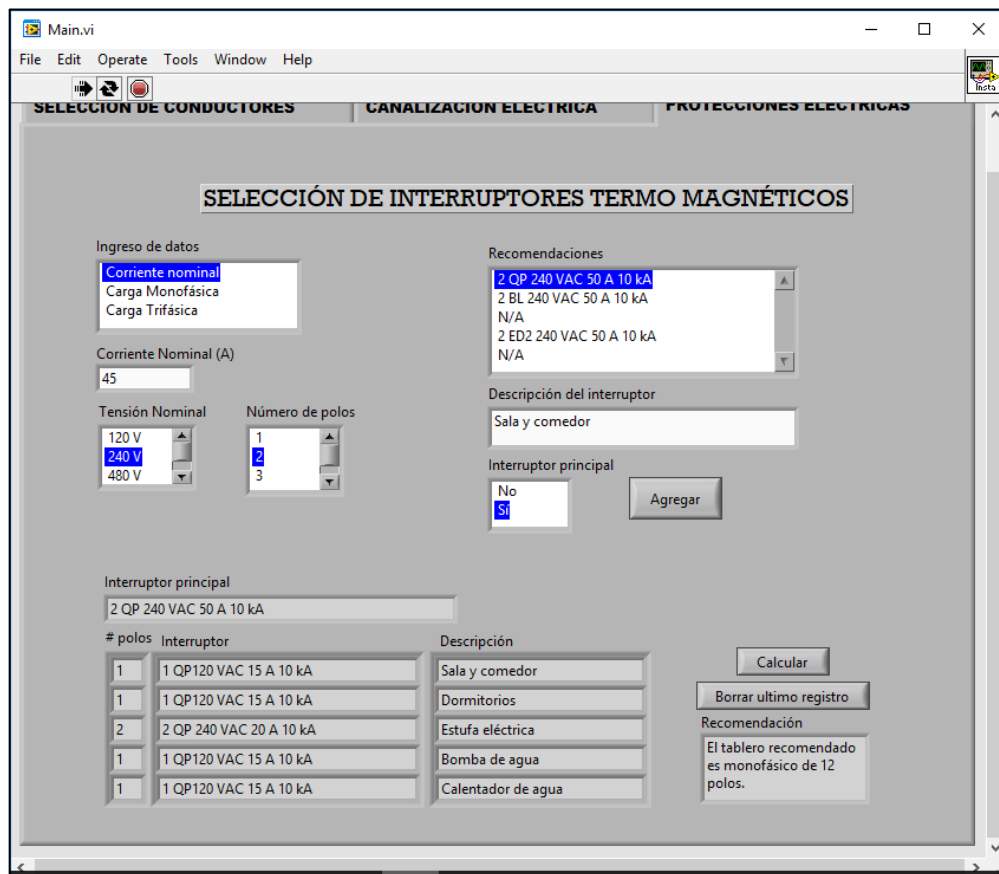 Main.vi
File Edit Operate Tools Window Help
Insta
SELECCIÓN DE CONDUCTORES CANALIZACIÓN ELÉCTRICA PROTECCIONES ELÉCTRICAS
SELECCIÓN DE INTERRUPTORES TERMO MAGNÉTICOS
Ingreso de datos
Corriente nominal
Carga Monofásica
Carga Trifásica
Corriente Nominal (A)
45
Tensión Nominal
120 V
240 V
480 V
Número de polos
1
2
3
Recomendaciones
2 QP 240 VAC 50 A 10 kA
2 BL 240 VAC 50 A 10 kA
N/A
2 ED2 240 VAC 50 A 10 kA
N/A
Descripción del interruptor
Sala y comedor
Interruptor principal
No
Sí
Agregar
Interruptor principal
2 QP 240 VAC 50 A 10 kA
# polos Interruptor Descripción
1 1 QP120 VAC 15 A 10 kA Sala y comedor
1 1 QP120 VAC 15 A 10 kA Dormitorios
2 2 QP 240 VAC 20 A 10 kA Estufa eléctrica
1 1 QP120 VAC 15 A 10 kA Bomba de agua
1 1 QP120 VAC 15 A 10 kA Calentador de agua
Calcular
Borrar ultimo registro
Recomendación
El tablero recomendado
es monofásico de 12
polos.